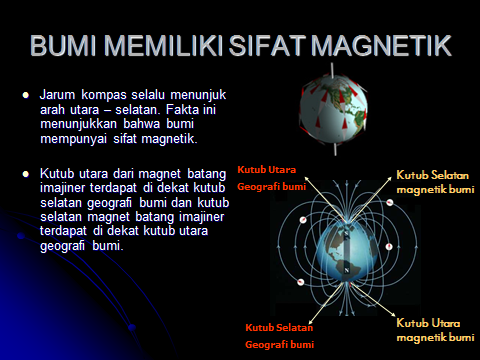 BUMI MEMILIKI SIFAT MAGNETIK
Jarum kompas selalu menunjuk
arah utara – selatan. Fakta ini
menunjukkan bahwa bumi
mempunyai sifat magnetik.
Kutub utara dari magnet batang
imajiner terdapat di dekat kutub
selatan geografi bumi dan kutub
selatan magnet batang imajiner
terdapat di dekat kutub utara
geografi bumi.
Kutub Utara
Geografi bumi
Kutub Selatan
magnetik bumi
N
Kutub Selatan
Geografi bumi
Kutub Utara
magnetik bumi